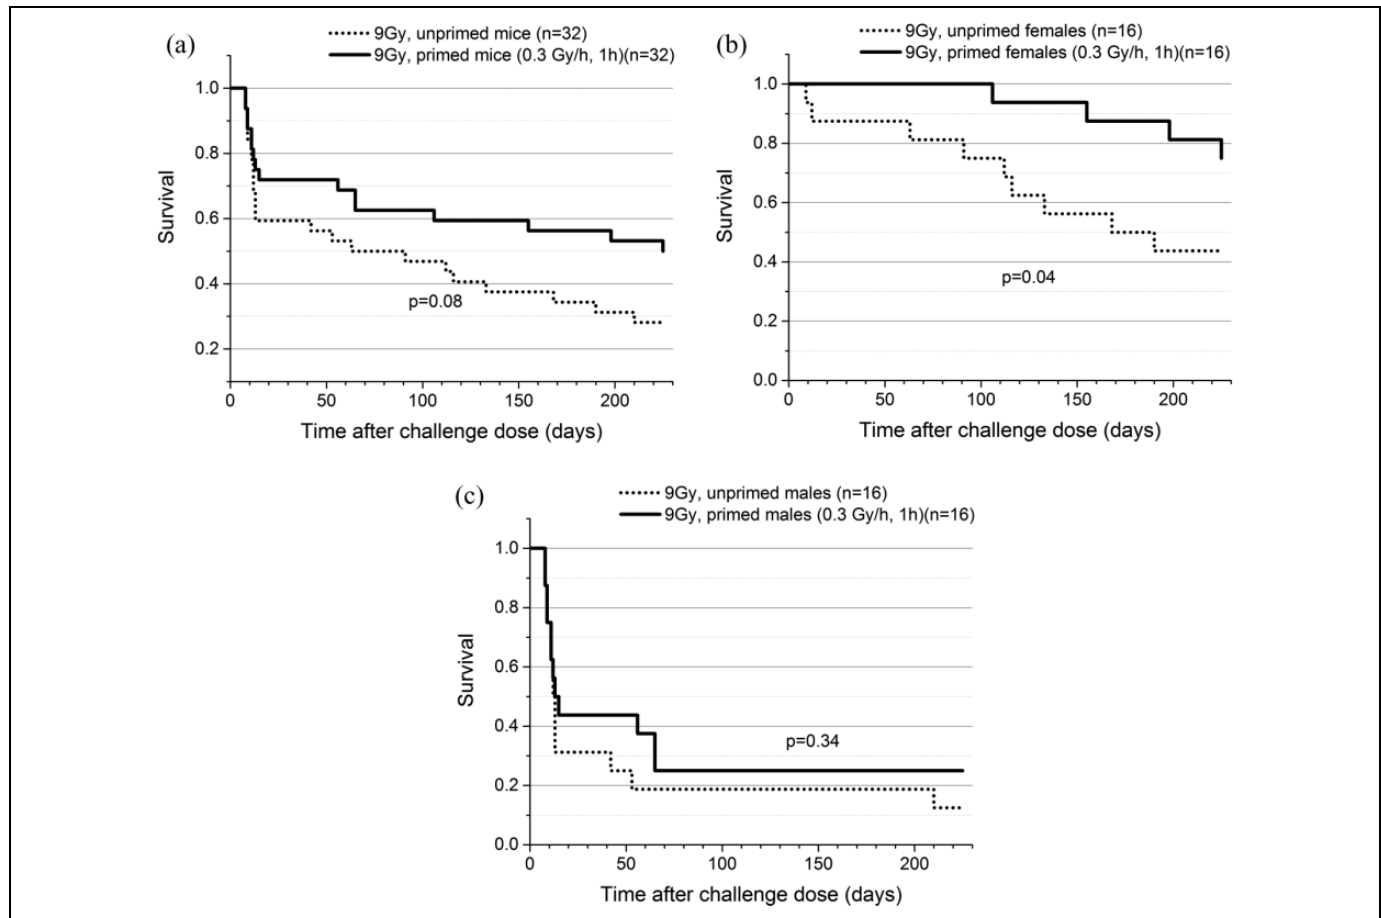 (a)
9Gy, unprimed mice (n=32)
9Gy, primed mice (0.3 Gy/h, 1h)(n=32)
1.0
0.8
0.6
0.4
0.2
Survival
p=0.08
0 50 100 150 200
Time after challenge dose (days)
(b)
9Gy, unprimed females (n=16)
9Gy, primed females (0.3 Gy/h, 1h)(n=16)
1.0
0.8
0.6
0.4
0.2
0.0
Survival
p=0.04
0 50 100 150 200
Time after challenge dose (days)
(c)
9Gy, unprimed males (n=16)
9Gy, primed males (0.3 Gy/h, 1h)(n=16)
1.0
0.8
0.6
0.4
0.2
0.0
Survival
p=0.34
0 50 100 150 200
Time after challenge dose (days)